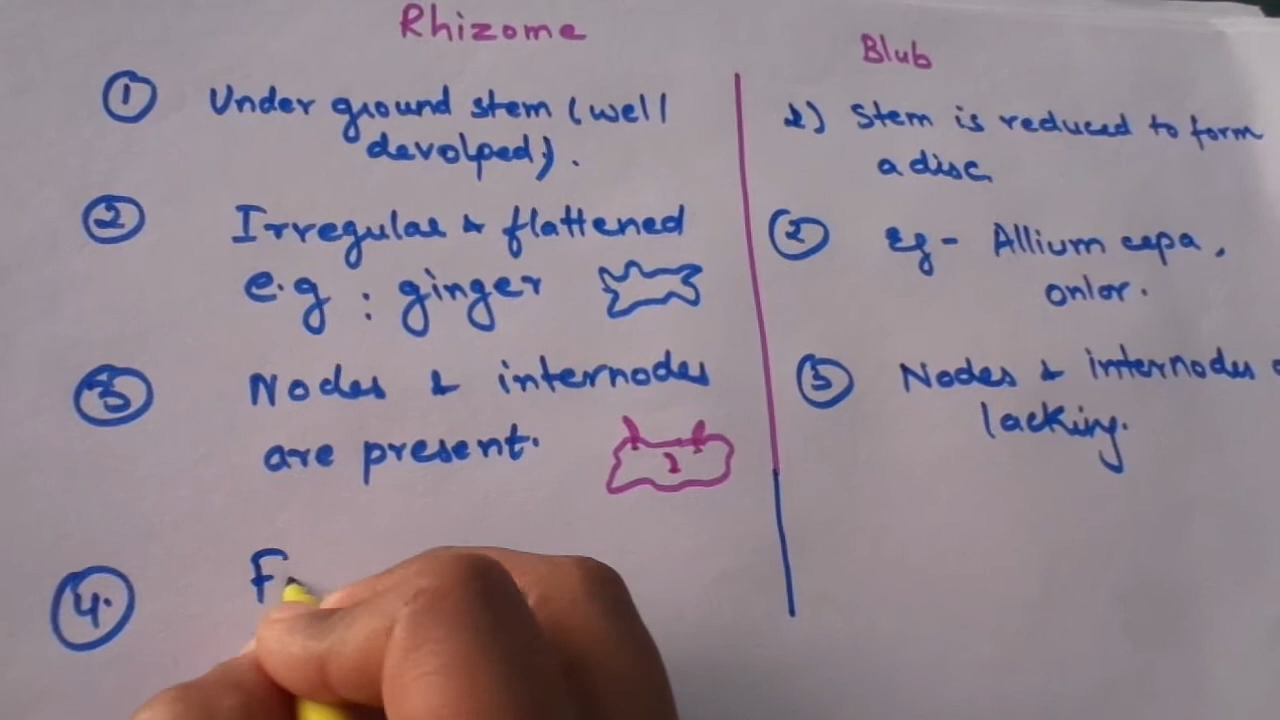 Rhizome
① Under ground stem (well
devolped).
② Irregular & flattened
e.g : ginger
③ Nodes & internodes
are present.
2
④. F
Blub
1) Stem is reduced to form
a disc
② Eg - Allium cepa,
③ Nodes & internodes
lacking.